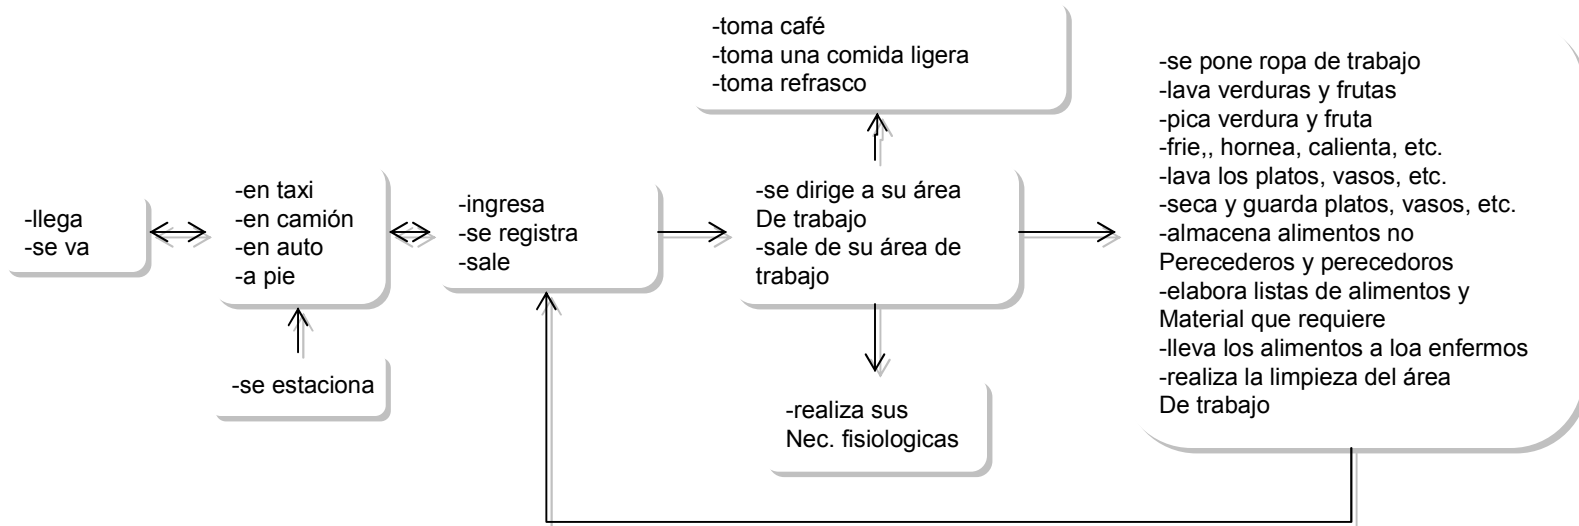 -llega
-se va
-en taxi
-en camión
-en auto
-a pie
-se estaciona
-ingresa
-se registra
-sale
-toma café
-toma una comida ligera
-toma refrasco
-se dirige a su área
De trabajo
-sale de su área de
trabajo
-realiza sus
Nec. fisiologicas
-se pone ropa de trabajo
-lava verduras y frutas
-pica verdura y fruta
-frie,, hornea, calienta, etc.
-lava los platos, vasos, etc.
-seca y guarda platos, vasos, etc.
-almacena alimentos no
Perecederos y perecedoros
-elabora listas de alimentos y
Material que requiere
-lleva los alimentos a loa enfermos
-realiza la limpieza del área
De trabajo